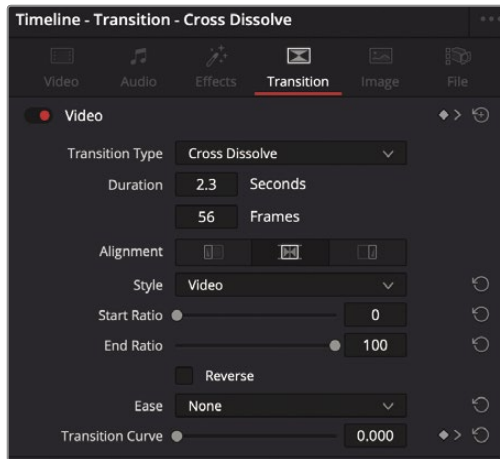 Timeline - Transition - Cross Dissolve
Video Audio Effects Transition Image File
Video
Transition Type Cross Dissolve
Duration 2.3 Seconds
56 Frames
Alignment
Style Video
Start Ratio 0
End Ratio 100
Reverse
Ease None
Transition Curve 0.000